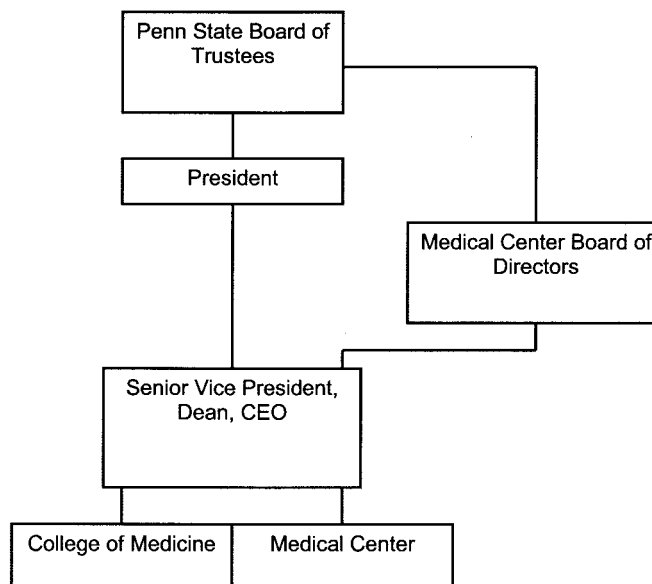 Penn State Board of
Trustees
President
Medical Center Board of
Directors
Senior Vice President,
Dean, CEO
College of Medicine
Medical Center